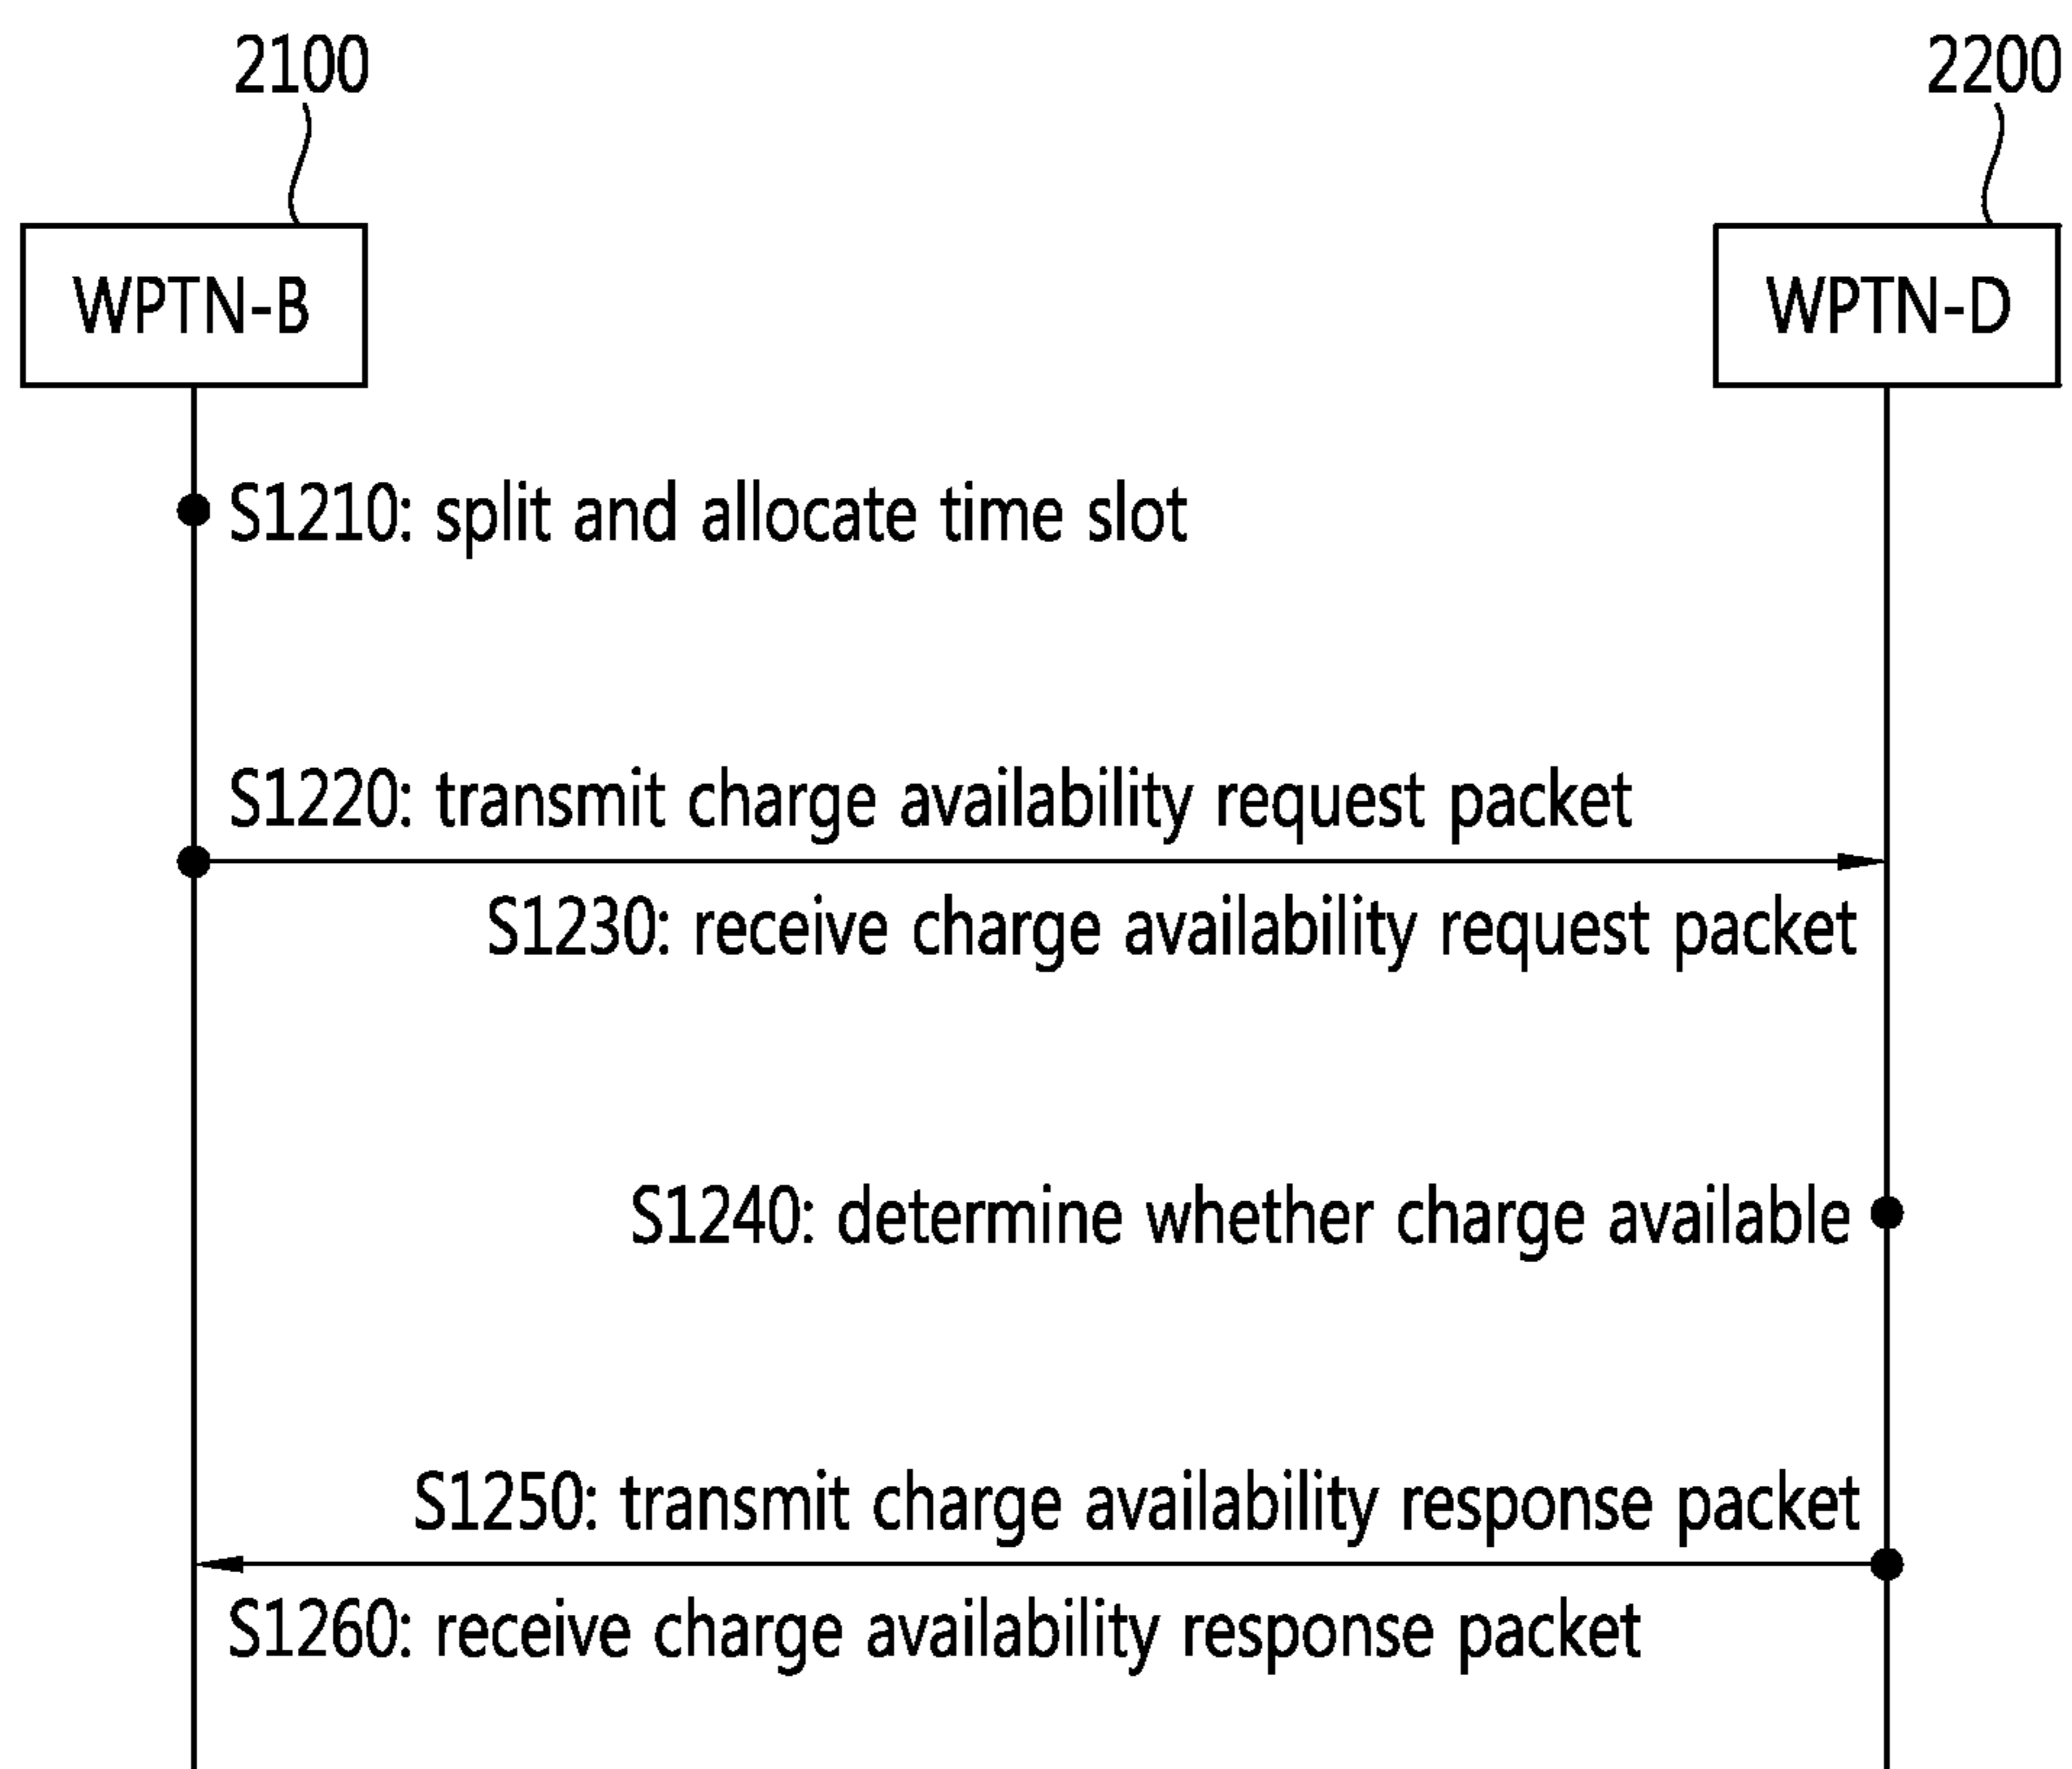 2100
2200
WPTN-B
WPTN-D
S1210: split and allocate time slot
S1220: transmit charge availability request packet
S1230: receive charge availability request packet
S1240: determine whether charge available
S1250: transmit charge availability response packet
S1260: receive charge availability response packet